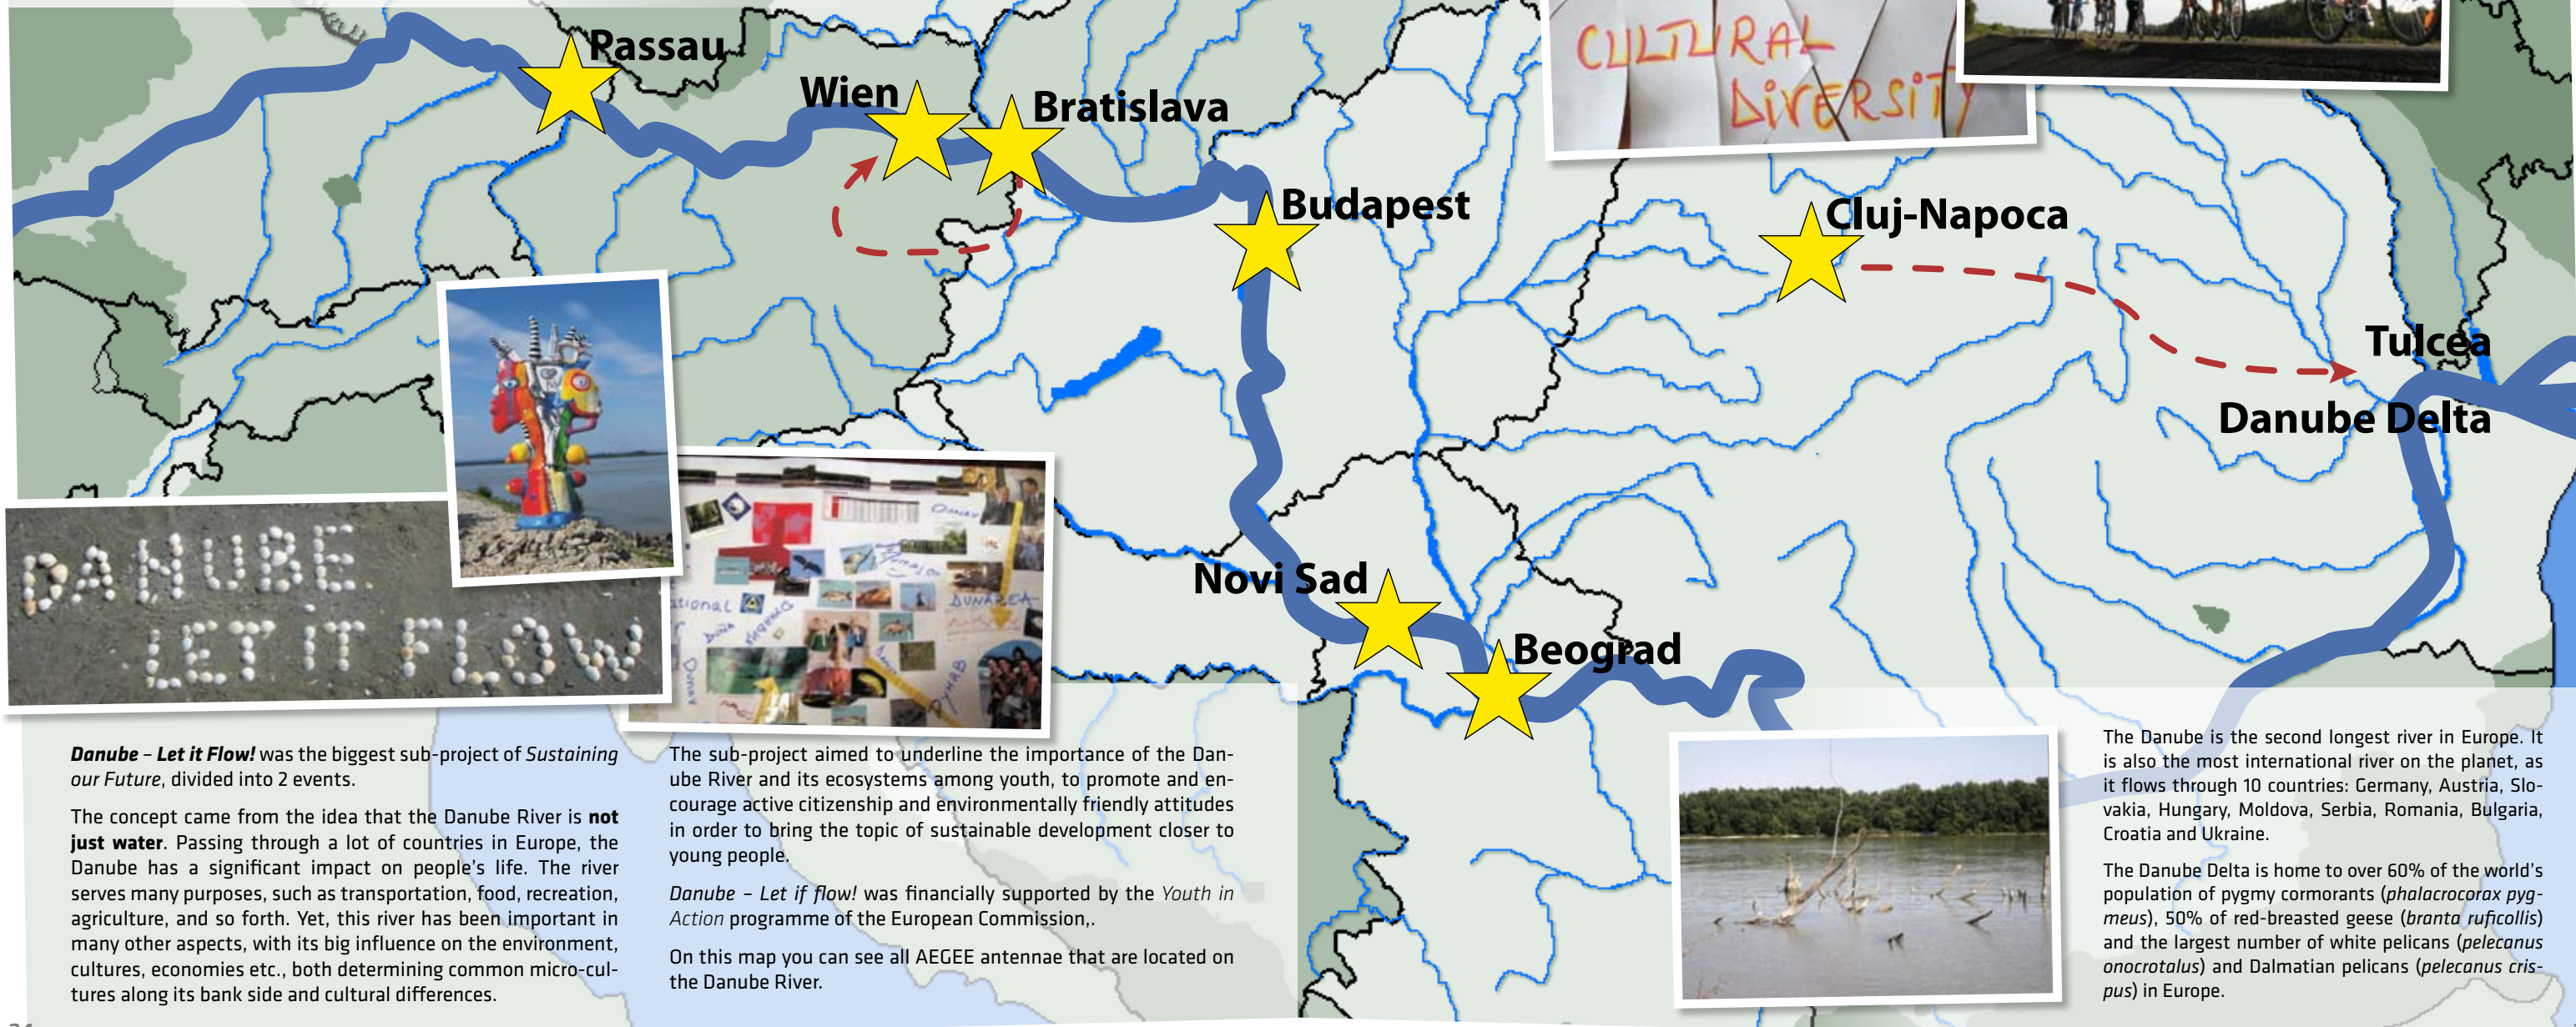 Passau
Wien
Bratislava
Budapest
CULTURAL
DIVERSITY
Cluj-Napoca
Tulcea
Danube Delta
Novi Sad
Beograd
DANUBE
LET IT FLOW
DUNAREA
Danube – Let it Flow! was the biggest sub-project of Sustaining
our Future, divided into 2 events.
The concept came from the idea that the Danube River is not
just water. Passing through a lot of countries in Europe, the
Danube has a significant impact on people's life. The river
serves many purposes, such as transportation, food, recreation,
agriculture, and so forth. Yet, this river has been important in
many other aspects, with its big influence on the environment,
cultures, economies etc., both determining common micro-cul-
tures along its bank side and cultural differences.
The sub-project aimed to underline the importance of the Dan-
ube River and its ecosystems among youth, to promote and en-
courage active citizenship and environmentally friendly attitudes
in order to bring the topic of sustainable development closer to
young people.
Danube – Let if flow! was financially supported by the Youth in
Action programme of the European Commission,.
On this map you can see all AEGEE antennae that are located on
the Danube River.
The Danube is the second longest river in Europe. It
is also the most international river on the planet, as
it flows through 10 countries: Germany, Austria, Slo-
vakia, Hungary, Moldova, Serbia, Romania, Bulgaria,
Croatia and Ukraine.
The Danube Delta is home to over 60% of the world's
population of pygmy cormorants (phalacrocorax pyg-
meus), 50% of red-breasted geese (branta ruficollis)
and the largest number of white pelicans (pelecanus
onocrotalus) and Dalmatian pelicans (pelecanus cris-
pus) in Europe.